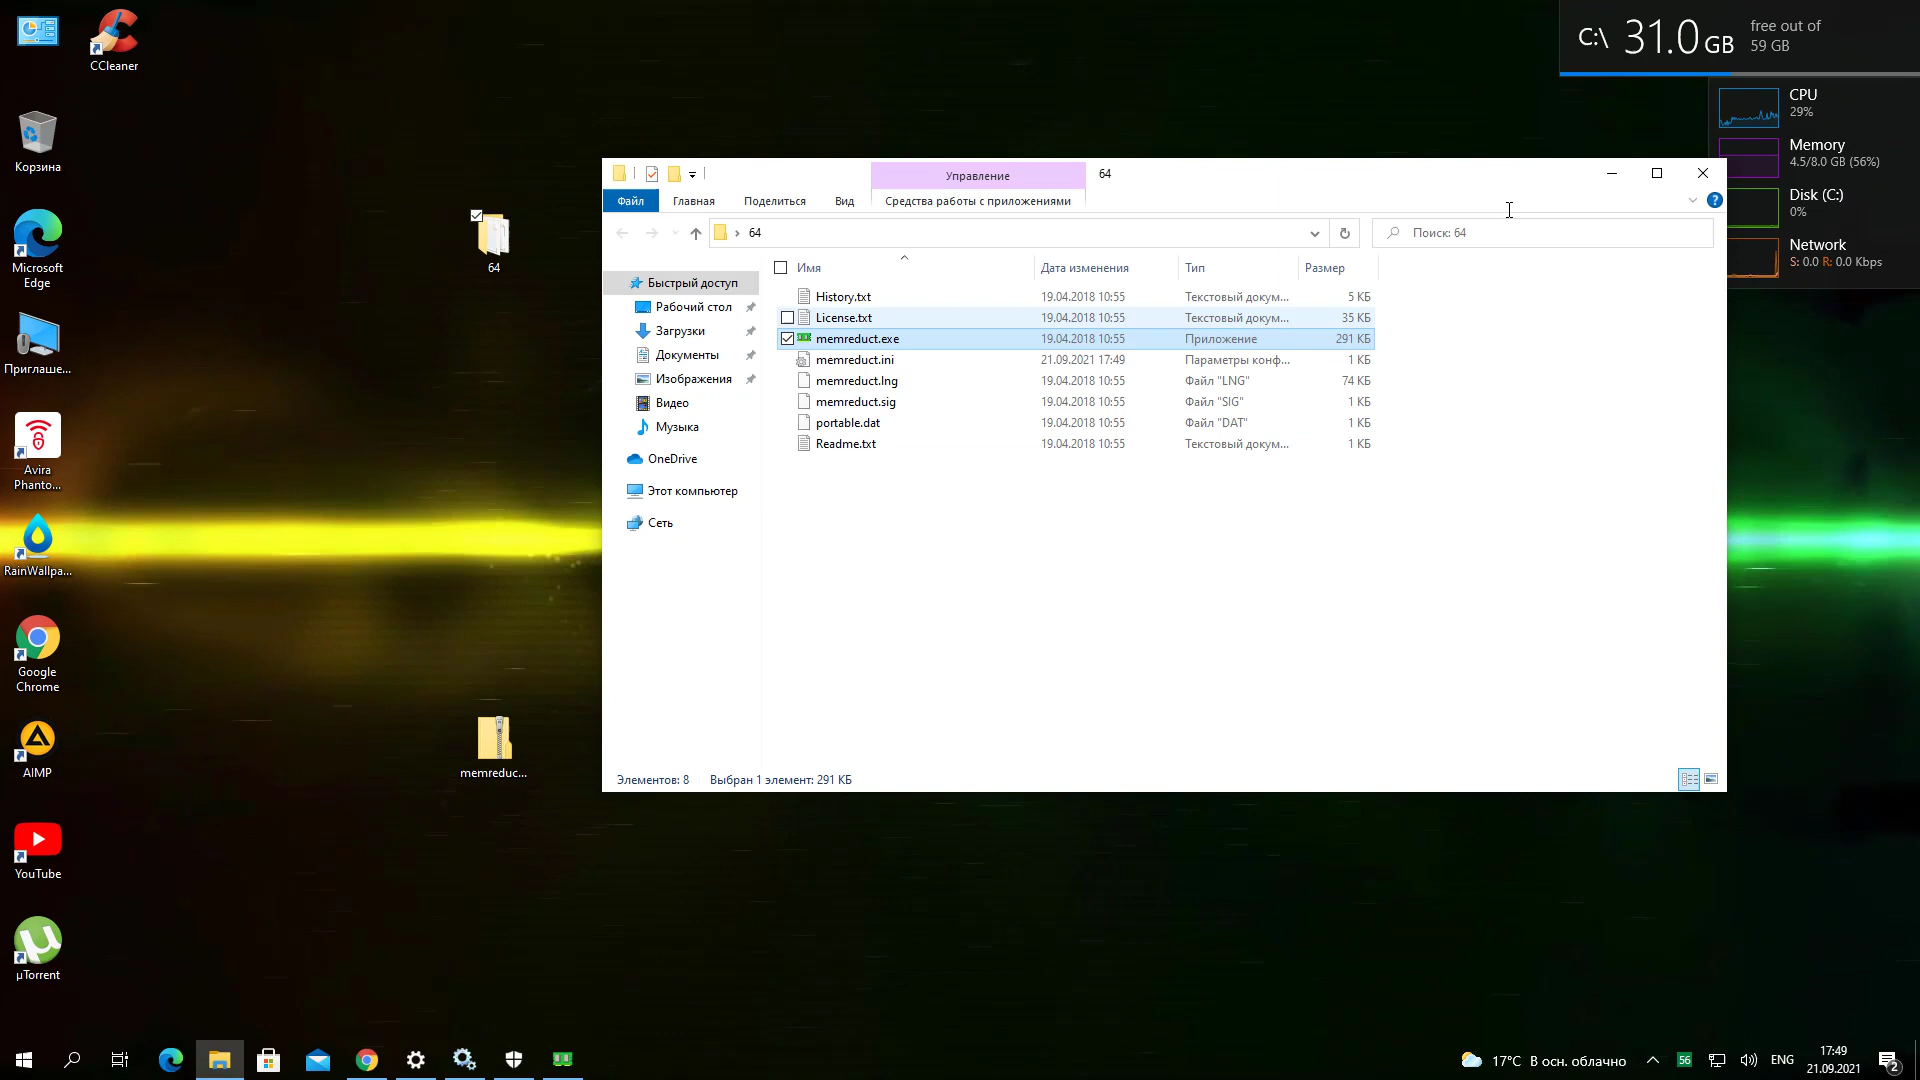 CCleaner
Корзина
Microsoft
Edge
Приглаше...
Avira
Phanto...
RainWallpa...
Google
Chrome
AIMP
YouTube
µTorrent
64
memreduc...
C:\ 31.0 GB
free out of
59 GB
CPU
29%
Memory
4.5/8.0 GB (56%)
Disk (C:)
0%
Network
S: 0.0 R: 0.0 Kbps
Управление
64
Файл
Главная
Поделиться
Вид
Средства работы с приложениями
64
Поиск: 64
Быстрый доступ
Рабочий стол
Загрузки
Документы
Изображения
Видео
Музыка
OneDrive
Этот компьютер
Сеть
Имя Дата изменения Тип Размер
History.txt 19.04.2018 10:55 Текстовый докум... 5 КБ
License.txt 19.04.2018 10:55 Текстовый докум... 35 КБ
memreduct.exe 19.04.2018 10:55 Приложение 291 КБ
memreduct.ini 21.09.2021 17:49 Параметры конф... 1 КБ
memreduct.lng 19.04.2018 10:55 Файл "LNG" 74 КБ
memreduct.sig 19.04.2018 10:55 Файл "SIG" 1 КБ
portable.dat 19.04.2018 10:55 Файл "DAT" 1 КБ
Readme.txt 19.04.2018 10:55 Текстовый докум... 1 КБ
Элементов: 8 Выбран 1 элемент: 291 КБ
17°C В осн. облачно
56
ENG
17:49
21.09.2021
2